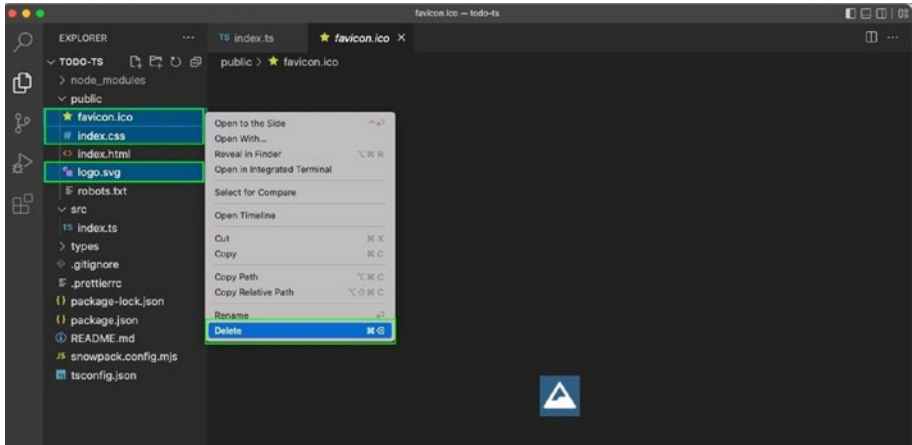 favicon.ico — todo-ts
EXPLORER ...
TS index.ts
favicon.ico ×
TODO-TS
public > favicon.ico
> node_modules
public
favicon.ico
# index.css
<> index.html
logo.svg
robots.txt
src
TS index.ts
> types
.gitignore
.prettierrc
{} package-lock.json
{} package.json
README.md
JS snowpack.config.mjs
tsconfig.json
Open to the Side
Open With...
Reveal in Finder ⌥⌘R
Open in Integrated Terminal
Select for Compare
Open Timeline
Cut ⌘X
Copy ⌘C
Copy Path ⌥⌘C
Copy Relative Path ⌥⇧⌘C
Rename
Delete ⌘⌫